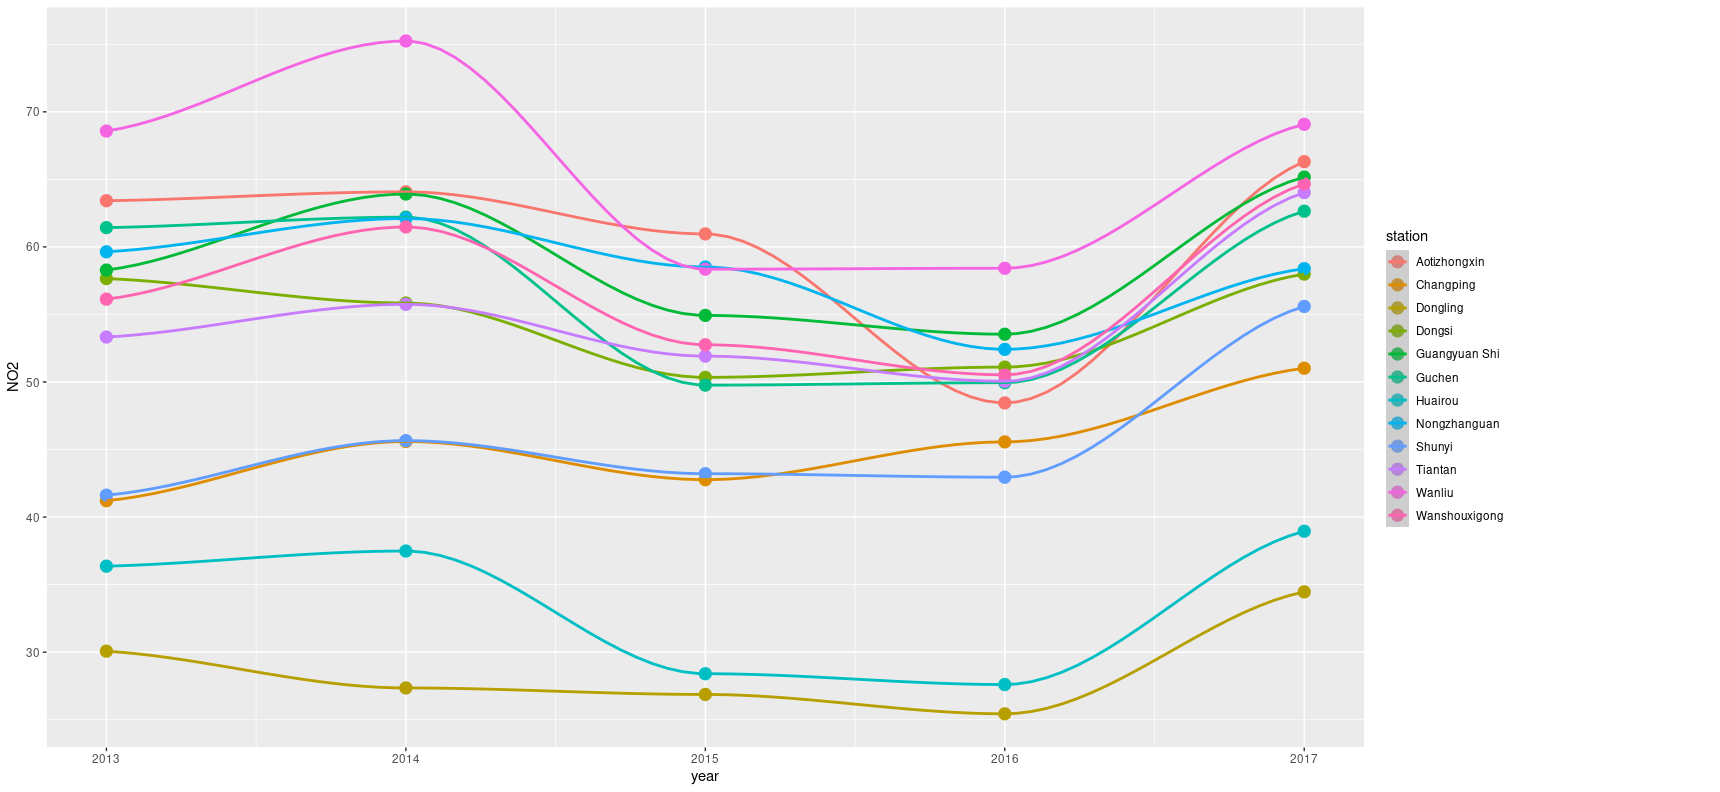 NO2
70
60
50
40
30
2013 2014 2015 2016 2017
year
station
Aotizhongxin
Changping
Dongling
Dongsi
Guangyuan Shi
Guchen
Huairou
Nongzhanguan
Shunyi
Tiantan
Wanliu
Wanshouxigong